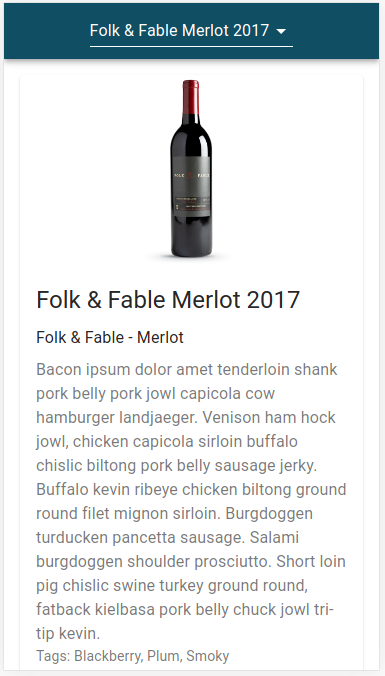 Folk & Fable Merlot 2017
FOLK FABLE
Folk & Fable Merlot 2017
Folk & Fable - Merlot
Bacon ipsum dolor amet tenderloin shank
pork belly pork jowl capicola cow
hamburger landjaeger. Venison ham hock
jowl, chicken capicola sirloin buffalo
chislic biltong pork belly sausage jerky.
Buffalo kevin ribeye chicken biltong ground
round filet mignon sirloin. Burgdoggen
turducken pancetta sausage. Salami
burgdoggen shoulder prosciutto. Short loin
pig chislic swine turkey ground round,
fatback kielbasa pork belly chuck jowl tri-
tip kevin.
Tags: Blackberry, Plum, Smoky